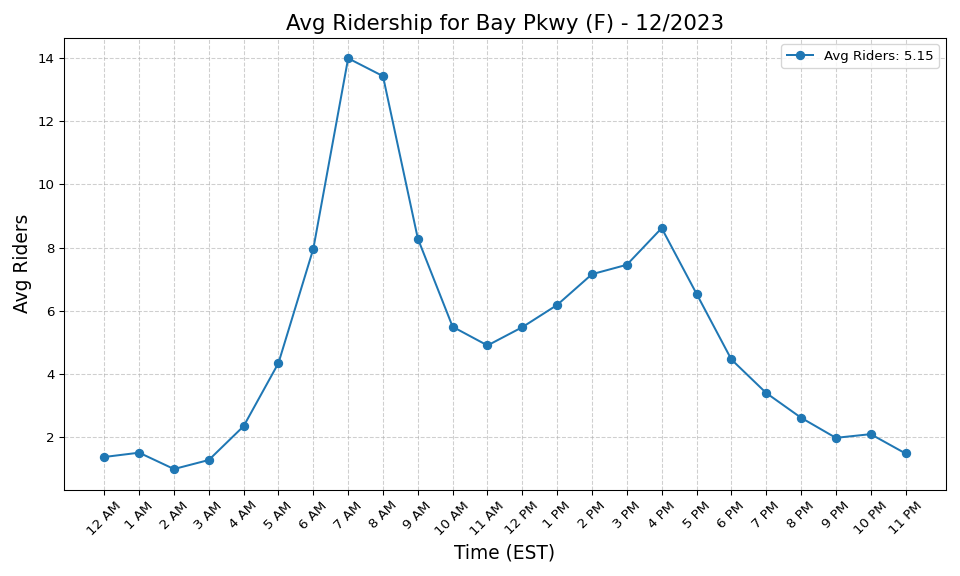 Avg Ridership for Bay Pkwy (F) - 12/2023
Avg Riders: 5.15
Avg Riders
14
12
10
8
6
4
2
12 AM
1 AM
2 AM
3 AM
4 AM
5 AM
6 AM
7 AM
8 AM
9 AM
10 AM
11 AM
12 PM
1 PM
2 PM
3 PM
4 PM
5 PM
6 PM
7 PM
8 PM
9 PM
10 PM
11 PM
Time (EST)